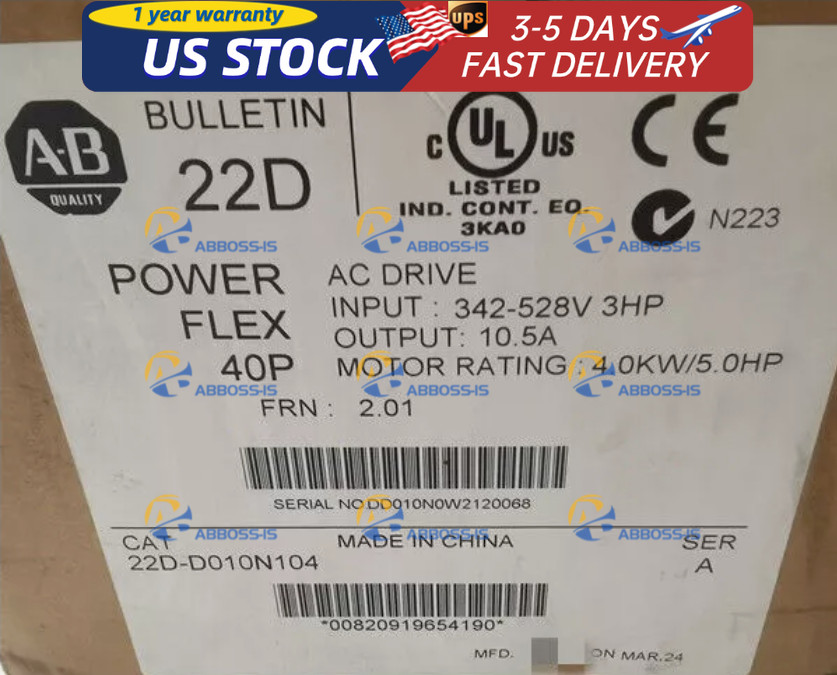 1 year warranty
US STOCK
ups
3-5 DAYS
FAST DELIVERY
A-B
QUALITY
BULLETIN
22D
C UL US
LISTED
IND. CONT. EQ.
3KA0
CE
N223
ABBOSS-IS ABBOSS-IS ABBOSS-IS
POWER
FLEX
40P
AC DRIVE
INPUT : 342-528V 3HP
OUTPUT: 10.5A
MOTOR RATING : 4.0KW/5.0HP
ABBOSS-IS ABBOSS-IS ABBOSS-IS
FRN : 2.01
SERIAL NO.DD010N0W2120068
ABBOSS-IS ABBOSS-IS ABBOSS-IS
CAT
22D-D010N104
MADE IN CHINA
SER
A
*00820919654190*
MFD. ON MAR.24